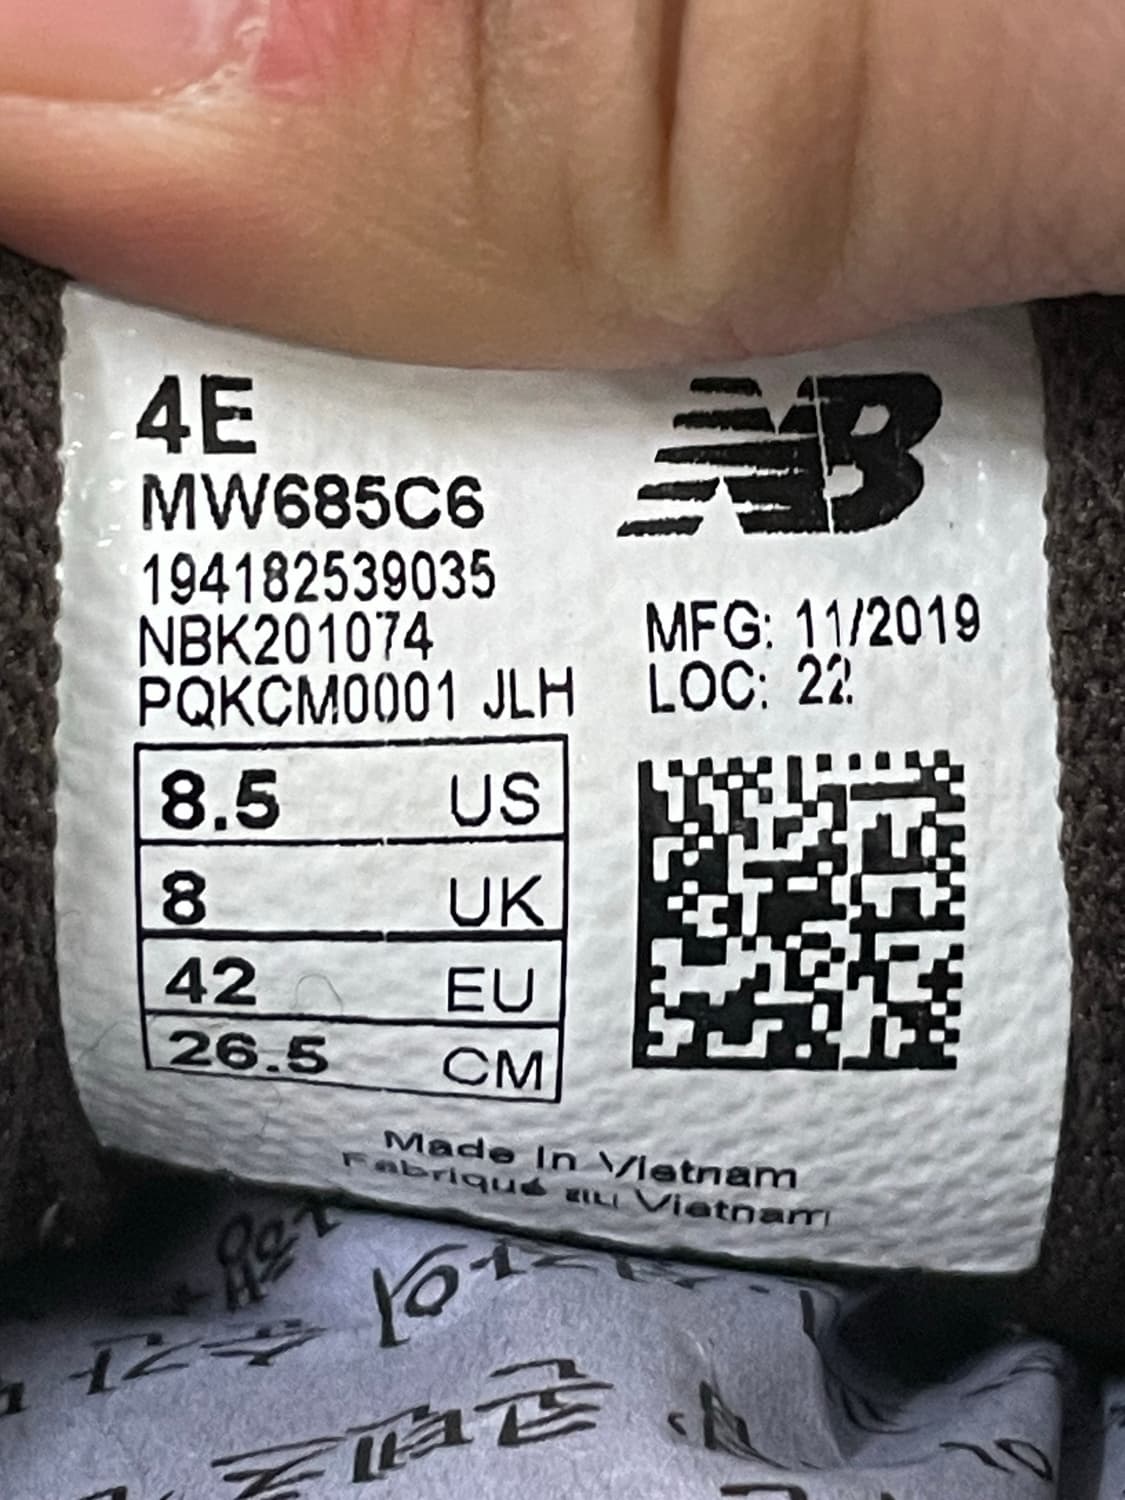 4E
NB
MW685C6
194182539035
NBK201074
PQKCM0001 JLH
MFG: 11/2019
LOC: 22
8.5 US
8 UK
42 EU
26.5 CM
Made in Vietnam
Fabriqué au Vietnam